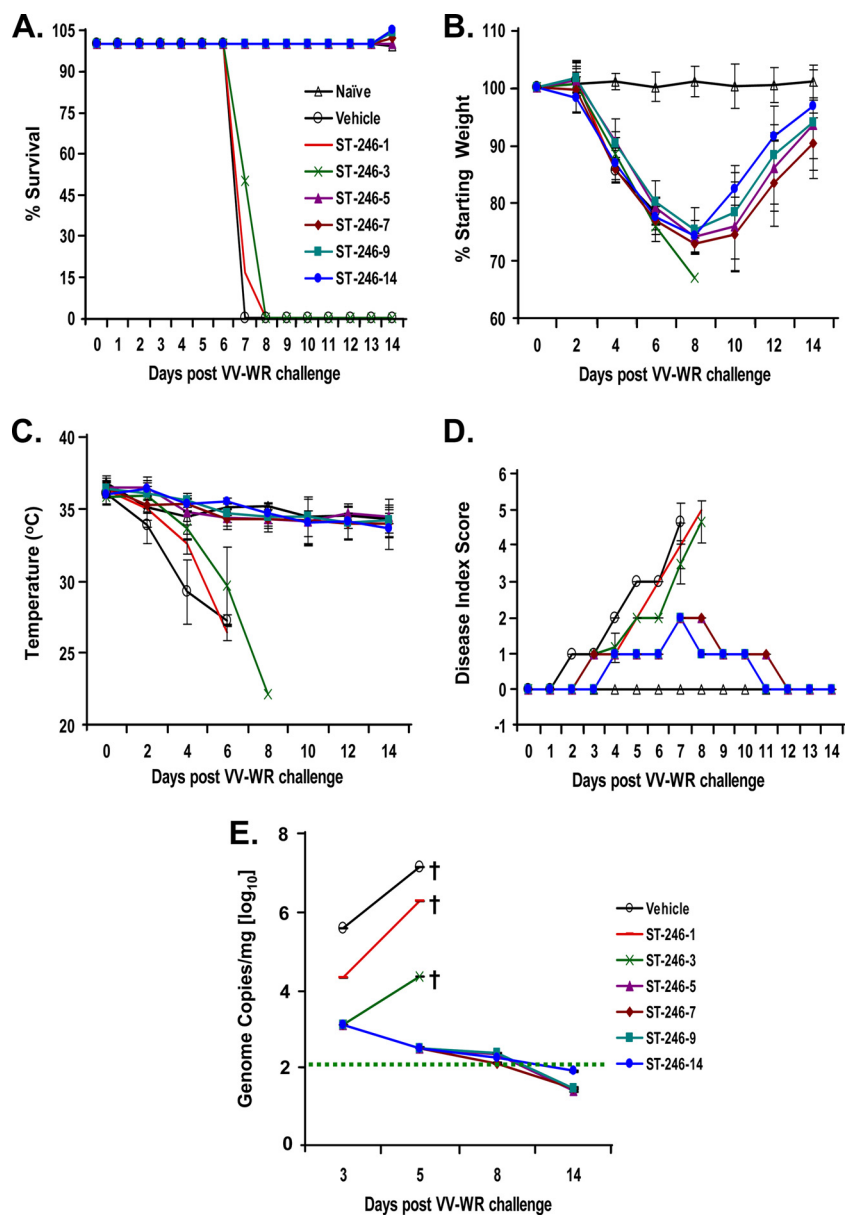 A.
105
90
75
60
45
30
15
0
% Survival
Naïve
Vehicle
ST-246-1
ST-246-3
ST-246-5
ST-246-7
ST-246-9
ST-246-14
0 1 2 3 4 5 6 7 8 9 10 11 12 13 14
Days post VV-WR challenge
B.
110
100
90
80
70
60
% Starting Weight
0 2 4 6 8 10 12 14
Days post VV-WR challenge
C.
40
35
30
25
20
Temperature (ºC)
0 2 4 6 8 10 12 14
Days post VV-WR challenge
D.
6
5
4
3
2
1
0
-1
Disease Index Score
0 1 2 3 4 5 6 7 8 9 10 11 12 13 14
Days post VV-WR challenge
E.
8
6
4
2
0
Genome Copies/mg [log10]
†
†
†
3 5 8 14
Days post VV-WR challenge
Vehicle
ST-246-1
ST-246-3
ST-246-5
ST-246-7
ST-246-9
ST-246-14